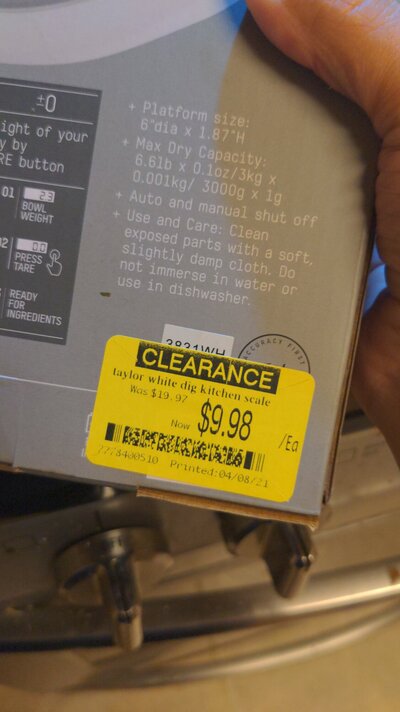 ±0
ight of your
y by
RE button
01
2.3
BOWL
WEIGHT
2
0.0
PRESS
TARE
READY
FOR
INGREDIENTS
+ Platform size:
6"dia x 1.87"H
+ Max Dry Capacity:
6.6lb x 0.1oz/3kg x
0.001kg/ 3000g x 1g
+ Auto and manual shut off
+ Use and Care: Clean
exposed parts with a soft,
slightly damp cloth. Do
not immerse in water or
use in dishwasher.
3831WH
ACCURACY FIRST
CLEARANCE
taylor white dig kitchen scale
Was $19.97
Now $9.98 /Ea
7778400510 Printed:04/08/21